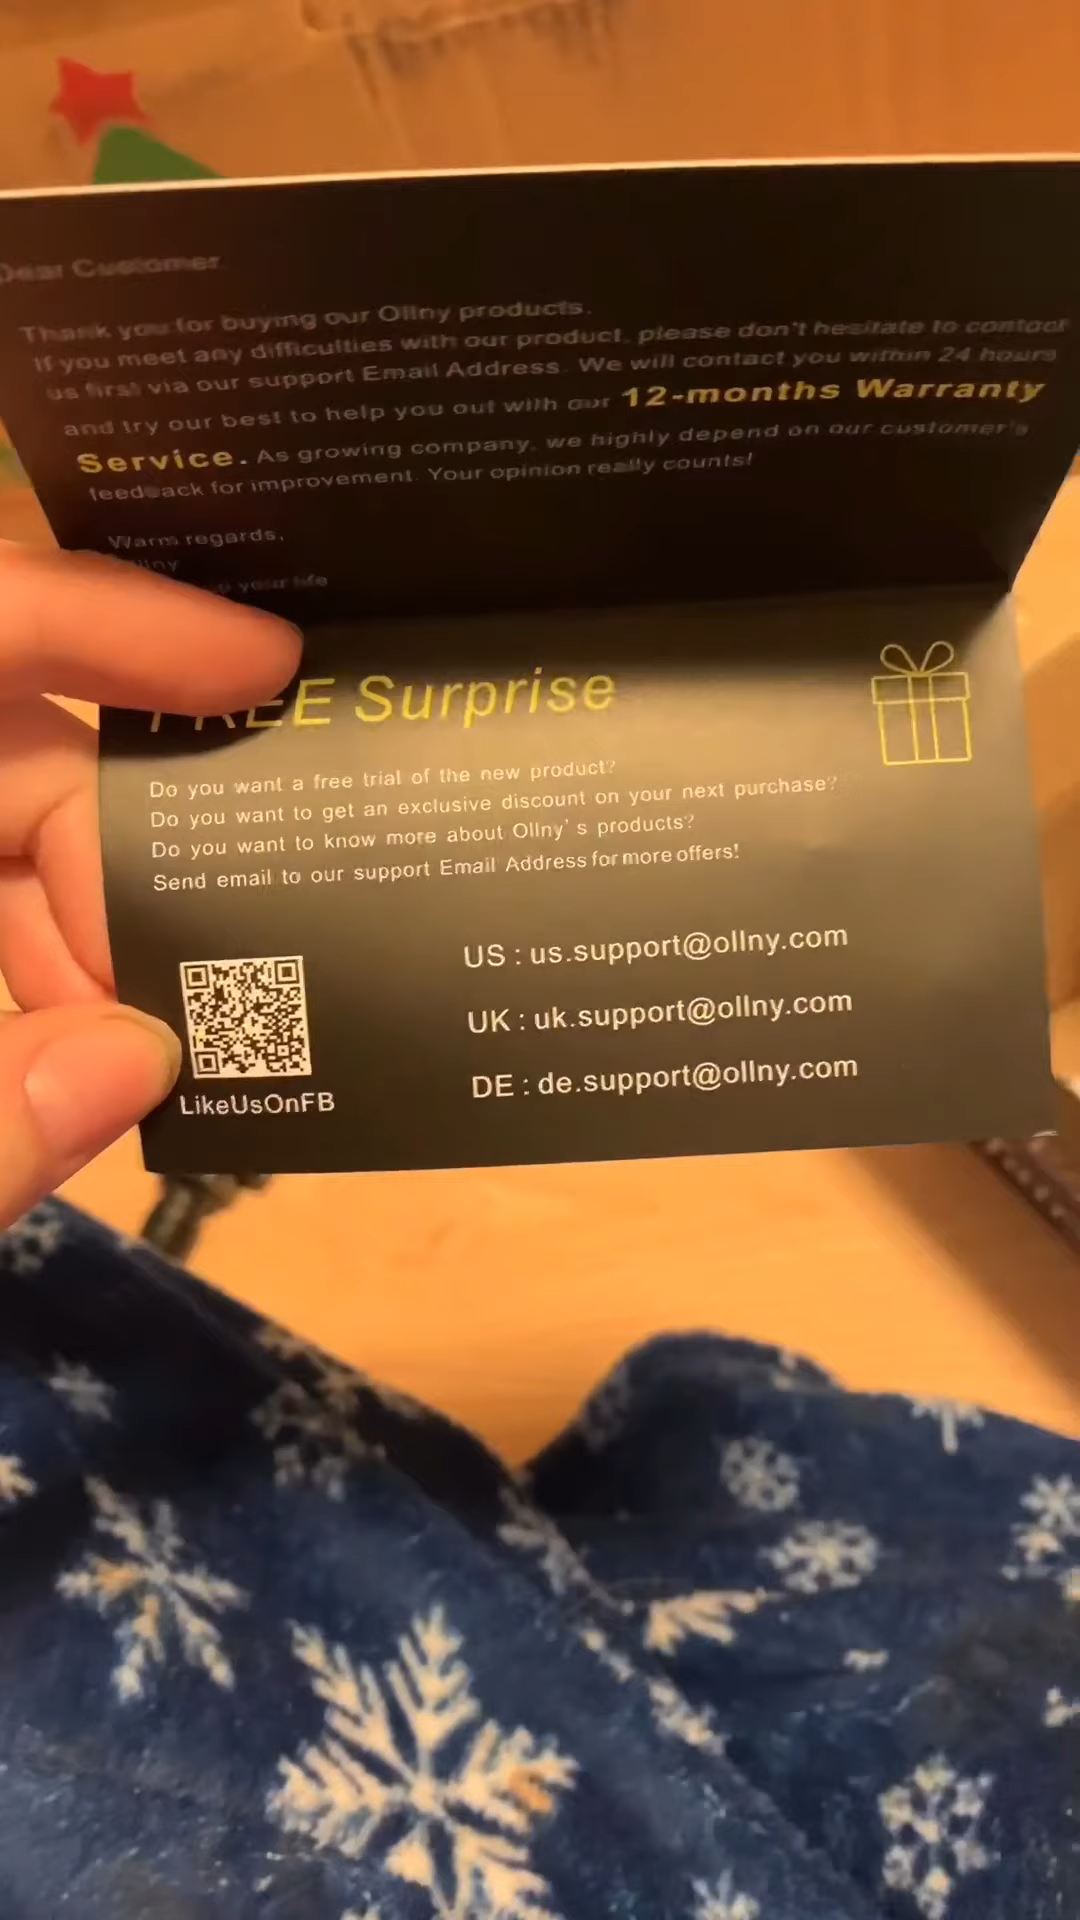 Dear Customer
Thank you for buying our Ollny products.
If you meet any difficulties with our product, please don't hesitate to contact
us first via our support Email Address. We will contact you within 24 hours
and try our best to help you out with our 12-months Warranty
Service. As growing company, we highly depend on our customer's
feedback for improvement. Your opinion really counts!
Warm regards,
your life
FREE Surprise
Do you want a free trial of the new product?
Do you want to get an exclusive discount on your next purchase?
Do you want to know more about Ollny's products?
Send email to our support Email Address for more offers!
US : us.support@ollny.com
UK : uk.support@ollny.com
DE : de.support@ollny.com
LikeUsOnFB